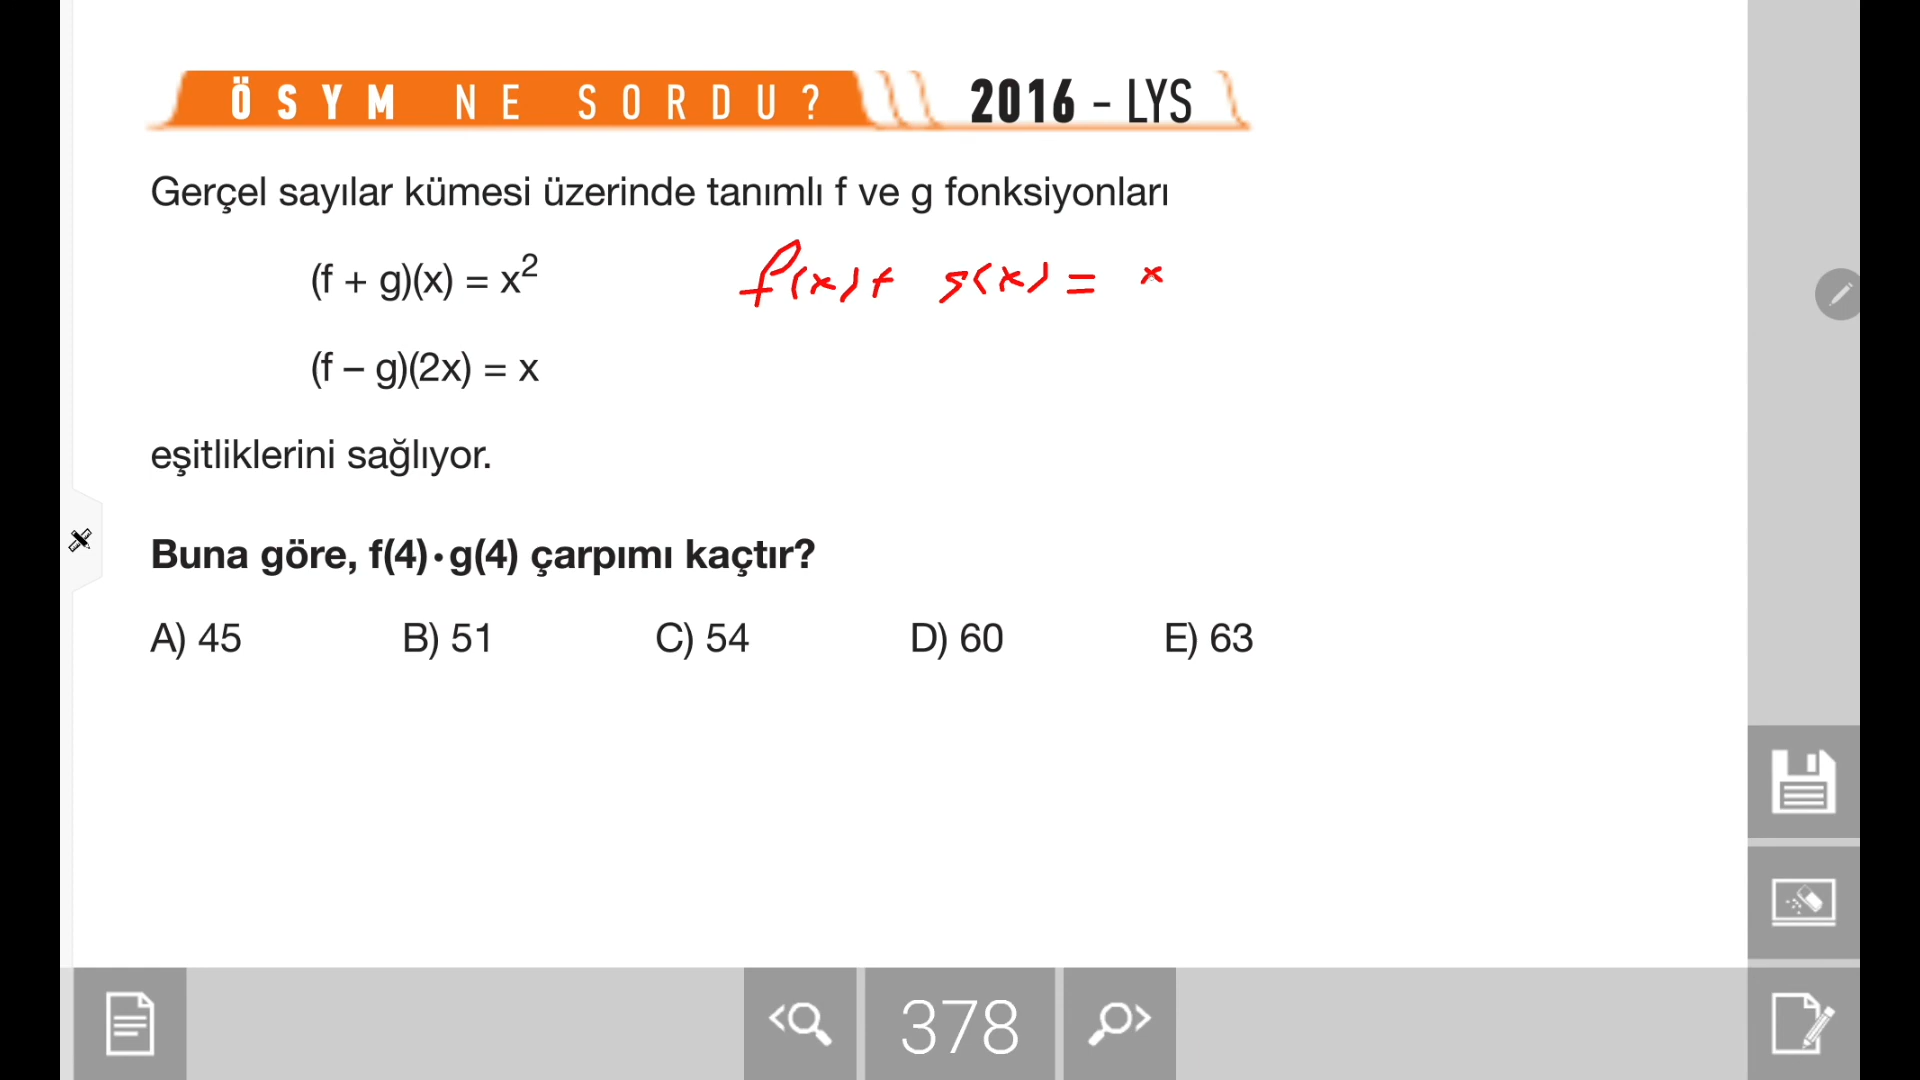 ÖSYM NE SORDU? 2016 - LYS
Gerçel sayılar kümesi üzerinde tanımlı f ve g fonksiyonları
(f + g)(x) = x² f(x) + g(x) = x
(f – g)(2x) = x
eşitliklerini sağlıyor.
Buna göre, f(4)·g(4) çarpımı kaçtır?
A) 45 B) 51 C) 54 D) 60 E) 63
378